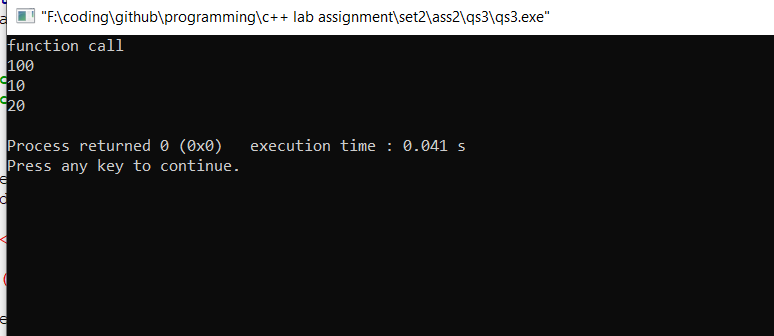 "F:\coding\github\programming\c++ lab assignment\set2\ass2\qs3\qs3.exe"
function call
100
10
20
Process returned 0 (0x0)   execution time : 0.041 s
Press any key to continue.